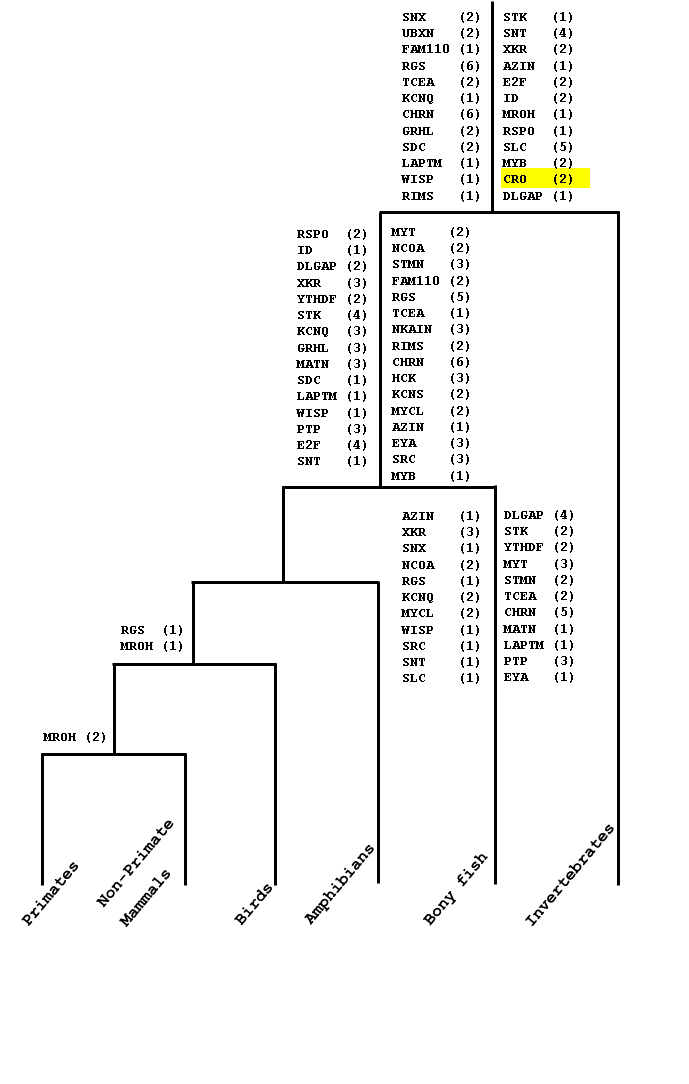 SNX (2) STK (1)
UBXN (2) SNT (4)
FAM110 (1) XKR (2)
RGS (6) AZIN (1)
TCEA (2) E2F (2)
KCNQ (1) ID (2)
CHRN (6) MROH (1)
GRHL (2) RSPO (1)
SDC (2) SLC (5)
LAPTM (1) MYB (2)
WISP (1) CRO (2)
RIMS (1) DLGAP (1)
RSPO (2) MYT (2)
ID (1) NCOA (2)
DLGAP (2) STMN (3)
XKR (3) FAM110 (2)
YTHDF (2) RGS (5)
STK (4) TCEA (1)
KCNQ (3) NKAIN (3)
GRHL (3) RIMS (2)
MATN (3) CHRN (6)
SDC (1) HCK (3)
LAPTM (1) KCNS (2)
WISP (1) MYCL (2)
PTP (3) AZIN (1)
E2F (4) EYA (3)
SNT (1) SRC (3)
MYB (1)
AZIN (1) DLGAP (4)
XKR (3) STK (2)
SNX (1) YTHDF (2)
NCOA (2) MYT (3)
RGS (1) STMN (2)
KCNQ (2) TCEA (2)
MYCL (2) CHRN (5)
WISP (1) MATN (1)
SRC (1) LAPTM (1)
SNT (1) PTP (3)
SLC (1) EYA (1)
RGS (1)
MROH (1)
MROH (2)
Primates
Non-Primate
Mammals
Birds
Amphibians
Bony fish
Invertebrates